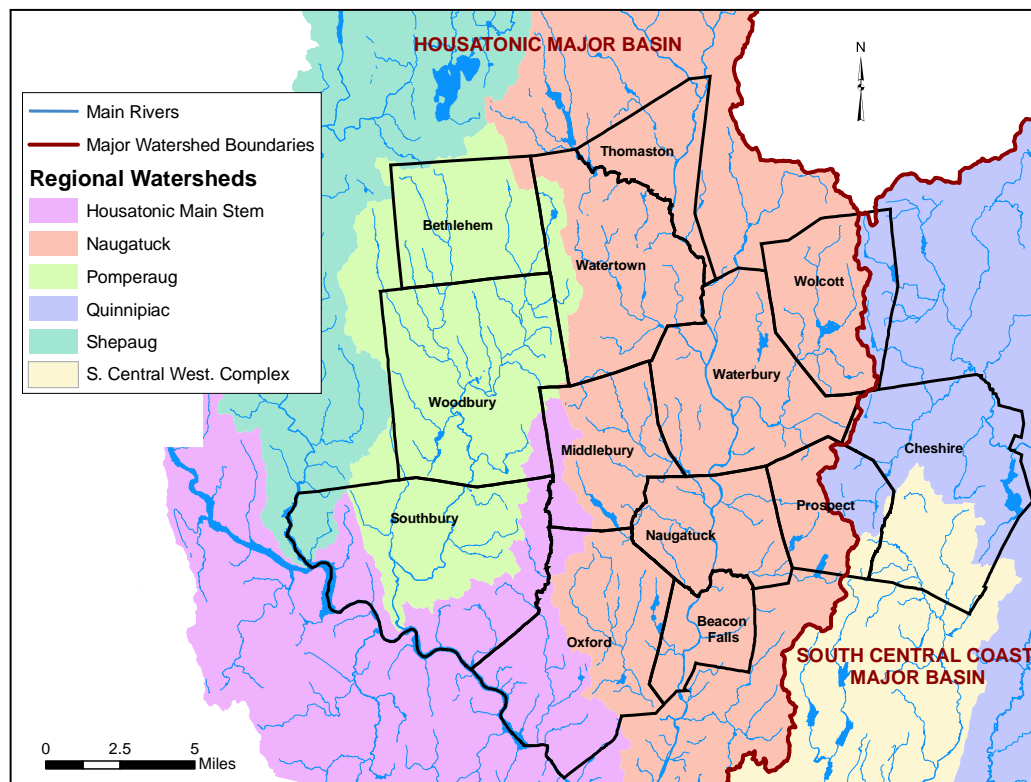 HOUSATONIC MAJOR BASIN
N
Main Rivers
Major Watershed Boundaries
Regional Watersheds
Housatonic Main Stem
Naugatuck
Pomperaug
Quinnipiac
Shepaug
S. Central West. Complex
Thomaston
Bethlehem
Watertown
Wolcott
Waterbury
Woodbury
Middlebury
Cheshire
Southbury
Prospect
Naugatuck
Beacon
Falls
Oxford
SOUTH CENTRAL COAST
MAJOR BASIN
0 2.5 5
Miles